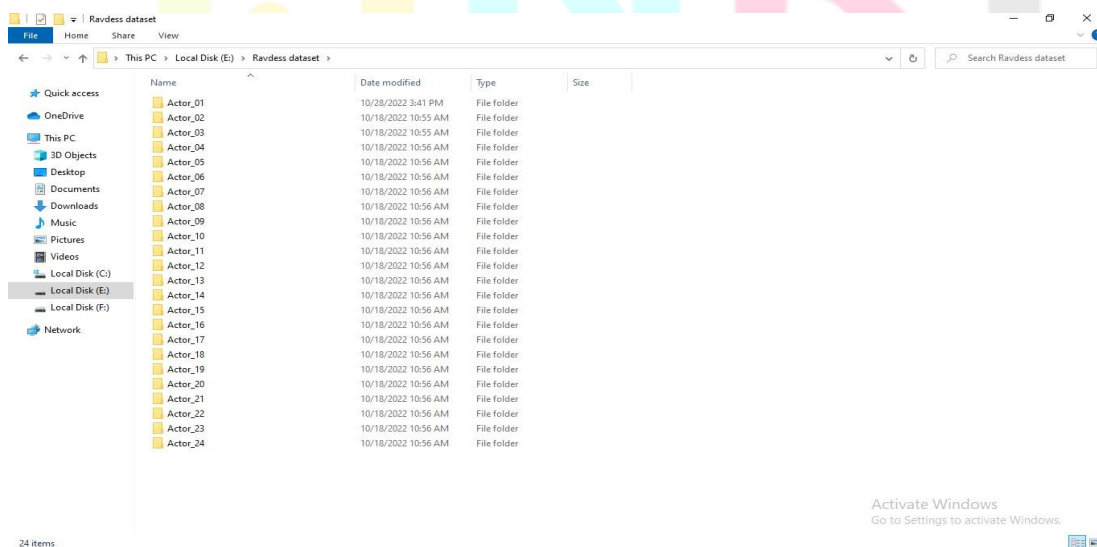 Ravdess dataset
File Home Share View
This PC > Local Disk (E:) > Ravdess dataset >
Search Ravdess dataset
Name Date modified Type Size
Quick access
OneDrive
This PC
3D Objects
Desktop
Documents
Downloads
Music
Pictures
Videos
Local Disk (C:)
Local Disk (E:)
Local Disk (F:)
Network
Actor_01 10/28/2022 3:41 PM File folder
Actor_02 10/18/2022 10:55 AM File folder
Actor_03 10/18/2022 10:55 AM File folder
Actor_04 10/18/2022 10:56 AM File folder
Actor_05 10/18/2022 10:56 AM File folder
Actor_06 10/18/2022 10:56 AM File folder
Actor_07 10/18/2022 10:56 AM File folder
Actor_08 10/18/2022 10:56 AM File folder
Actor_09 10/18/2022 10:56 AM File folder
Actor_10 10/18/2022 10:56 AM File folder
Actor_11 10/18/2022 10:56 AM File folder
Actor_12 10/18/2022 10:56 AM File folder
Actor_13 10/18/2022 10:56 AM File folder
Actor_14 10/18/2022 10:56 AM File folder
Actor_15 10/18/2022 10:56 AM File folder
Actor_16 10/18/2022 10:56 AM File folder
Actor_17 10/18/2022 10:56 AM File folder
Actor_18 10/18/2022 10:56 AM File folder
Actor_19 10/18/2022 10:56 AM File folder
Actor_20 10/18/2022 10:56 AM File folder
Actor_21 10/18/2022 10:56 AM File folder
Actor_22 10/18/2022 10:56 AM File folder
Actor_23 10/18/2022 10:56 AM File folder
Actor_24 10/18/2022 10:56 AM File folder
Activate Windows
Go to Settings to activate Windows.
24 items